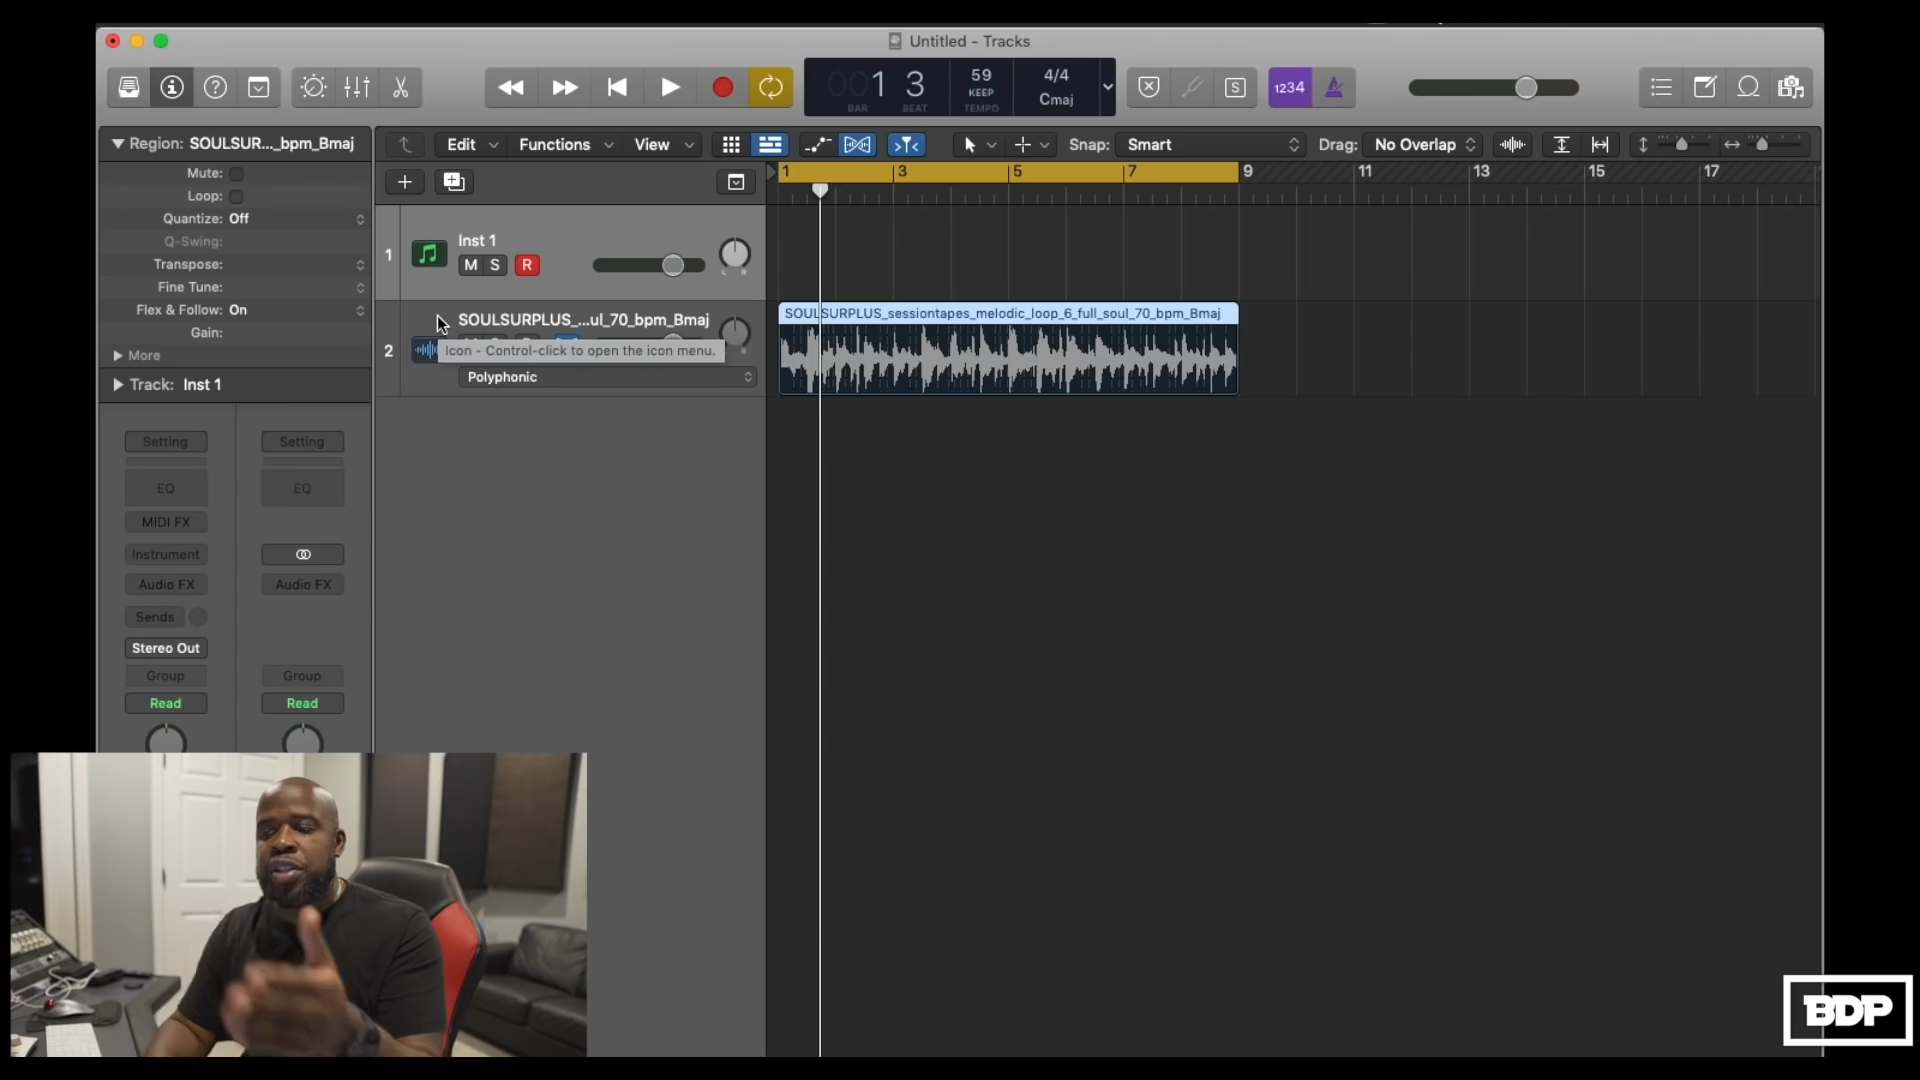 Untitled - Tracks
1 3
BAR BEAT
59
KEEP
TEMPO
4/4
Cmaj
1234
S
Region: SOULSUR..._bpm_Bmaj
Mute:
Loop:
Quantize: Off
Q-Swing:
Transpose:
Fine Tune:
Flex & Follow: On
Gain:
More
Track: Inst 1
Edit Functions View
Snap: Smart
Drag: No Overlap
1 3 5 7 9 11 13 15 17
1
Inst 1
M S R
L R
2
SOULSURPLUS_...ul_70_bpm_Bmaj
Icon - Control-click to open the icon menu.
Polyphonic
SOULSURPLUS_sessiontapes_melodic_loop_6_full_soul_70_bpm_Bmaj
Setting Setting
EQ EQ
MIDI FX
Instrument
Audio FX Audio FX
Sends
Stereo Out
Group Group
Read Read
BDP